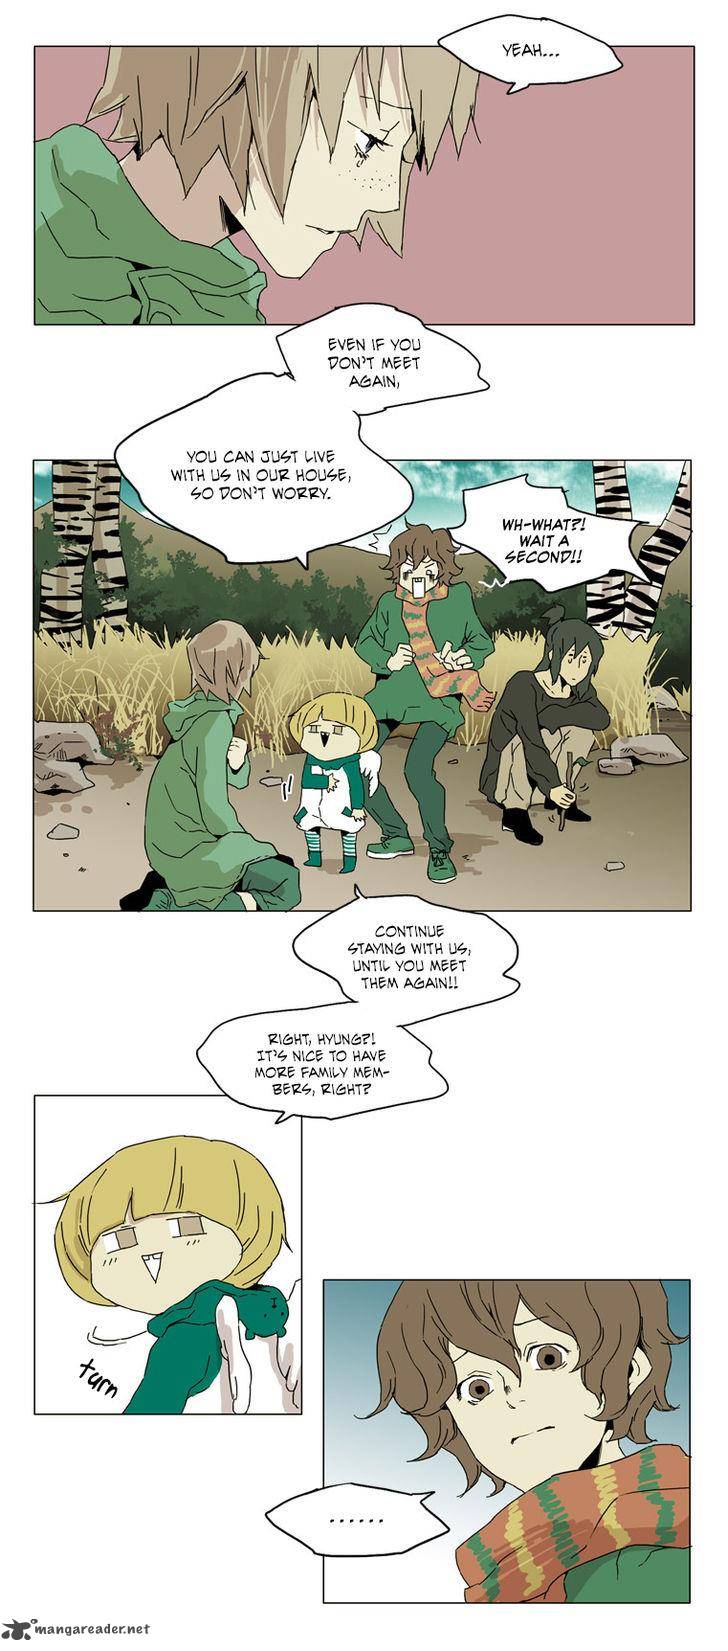 YEAH...
EVEN IF YOU
DON'T MEET
AGAIN,
YOU CAN JUST LIVE
WITH US IN OUR HOUSE,
SO DON'T WORRY.
WH-WHAT?!
WAIT A
SECOND!!
CONTINUE
STAYING WITH US,
UNTIL YOU MEET
THEM AGAIN!!
RIGHT, HYUNG?!
IT'S NICE TO HAVE
MORE FAMILY MEM-
BERS, RIGHT?
turn
......
mangareader.net